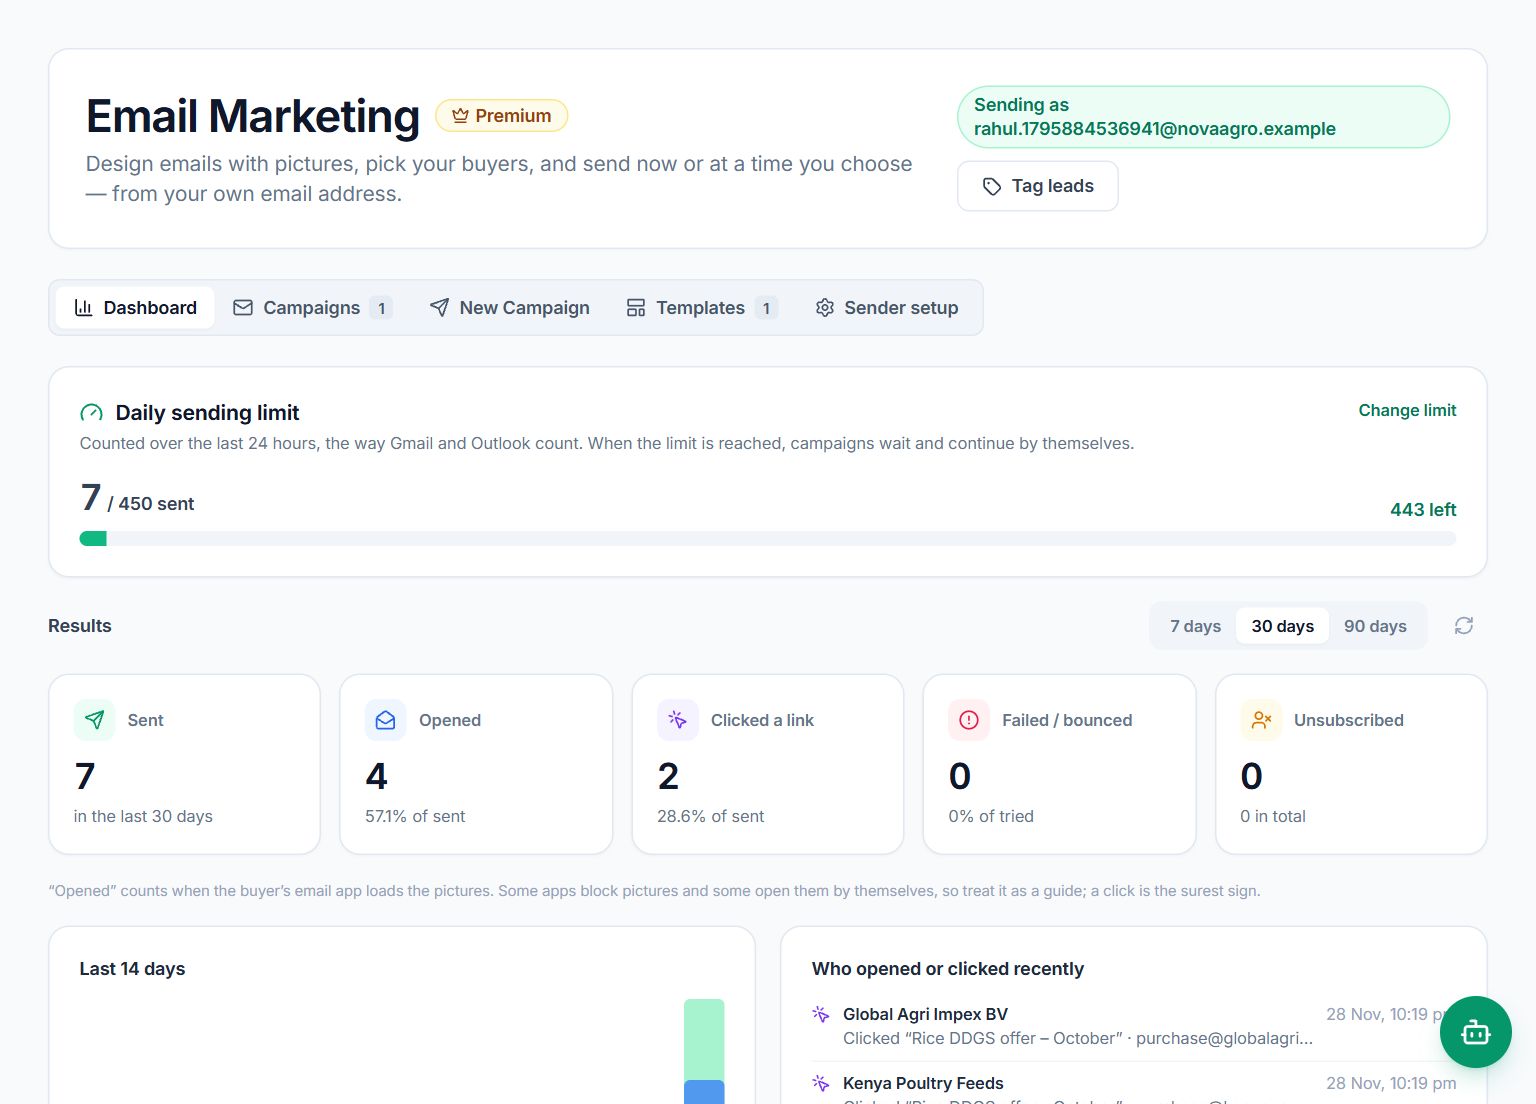 Email Marketing
Premium
Design emails with pictures, pick your buyers, and send now or at a time you choose
— from your own email address.
Sending as
rahul.1795884536941@novaagro.example
Tag leads
Dashboard
Campaigns 1
New Campaign
Templates 1
Sender setup
Daily sending limit
Change limit
Counted over the last 24 hours, the way Gmail and Outlook count. When the limit is reached, campaigns wait and continue by themselves.
7 / 450 sent
443 left
Results
7 days
30 days
90 days
Sent
7
in the last 30 days
Opened
4
57.1% of sent
Clicked a link
2
28.6% of sent
Failed / bounced
0
0% of tried
Unsubscribed
0
0 in total
“Opened” counts when the buyer’s email app loads the pictures. Some apps block pictures and some open them by themselves, so treat it as a guide; a click is the surest sign.
Last 14 days
Who opened or clicked recently
Global Agri Impex BV
28 Nov, 10:19
Clicked “Rice DDGS offer – October” · purchase@globalagri...
Kenya Poultry Feeds
28 Nov, 10:19 pm